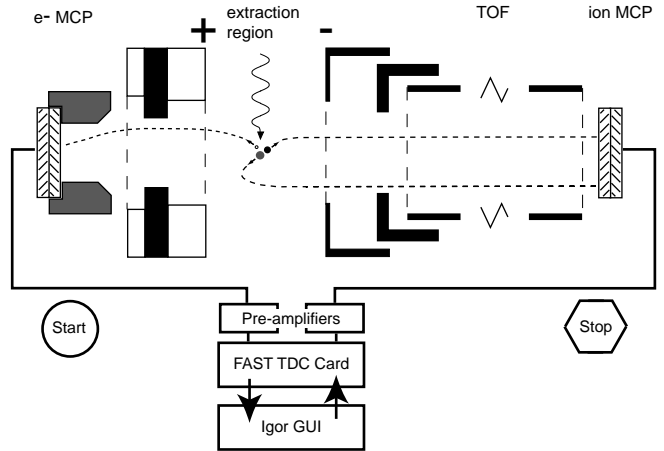 e- MCP
+
extraction
region
-
TOF
ion MCP
Start
Pre-amplifiers
Stop
FAST TDC Card
Igor GUI